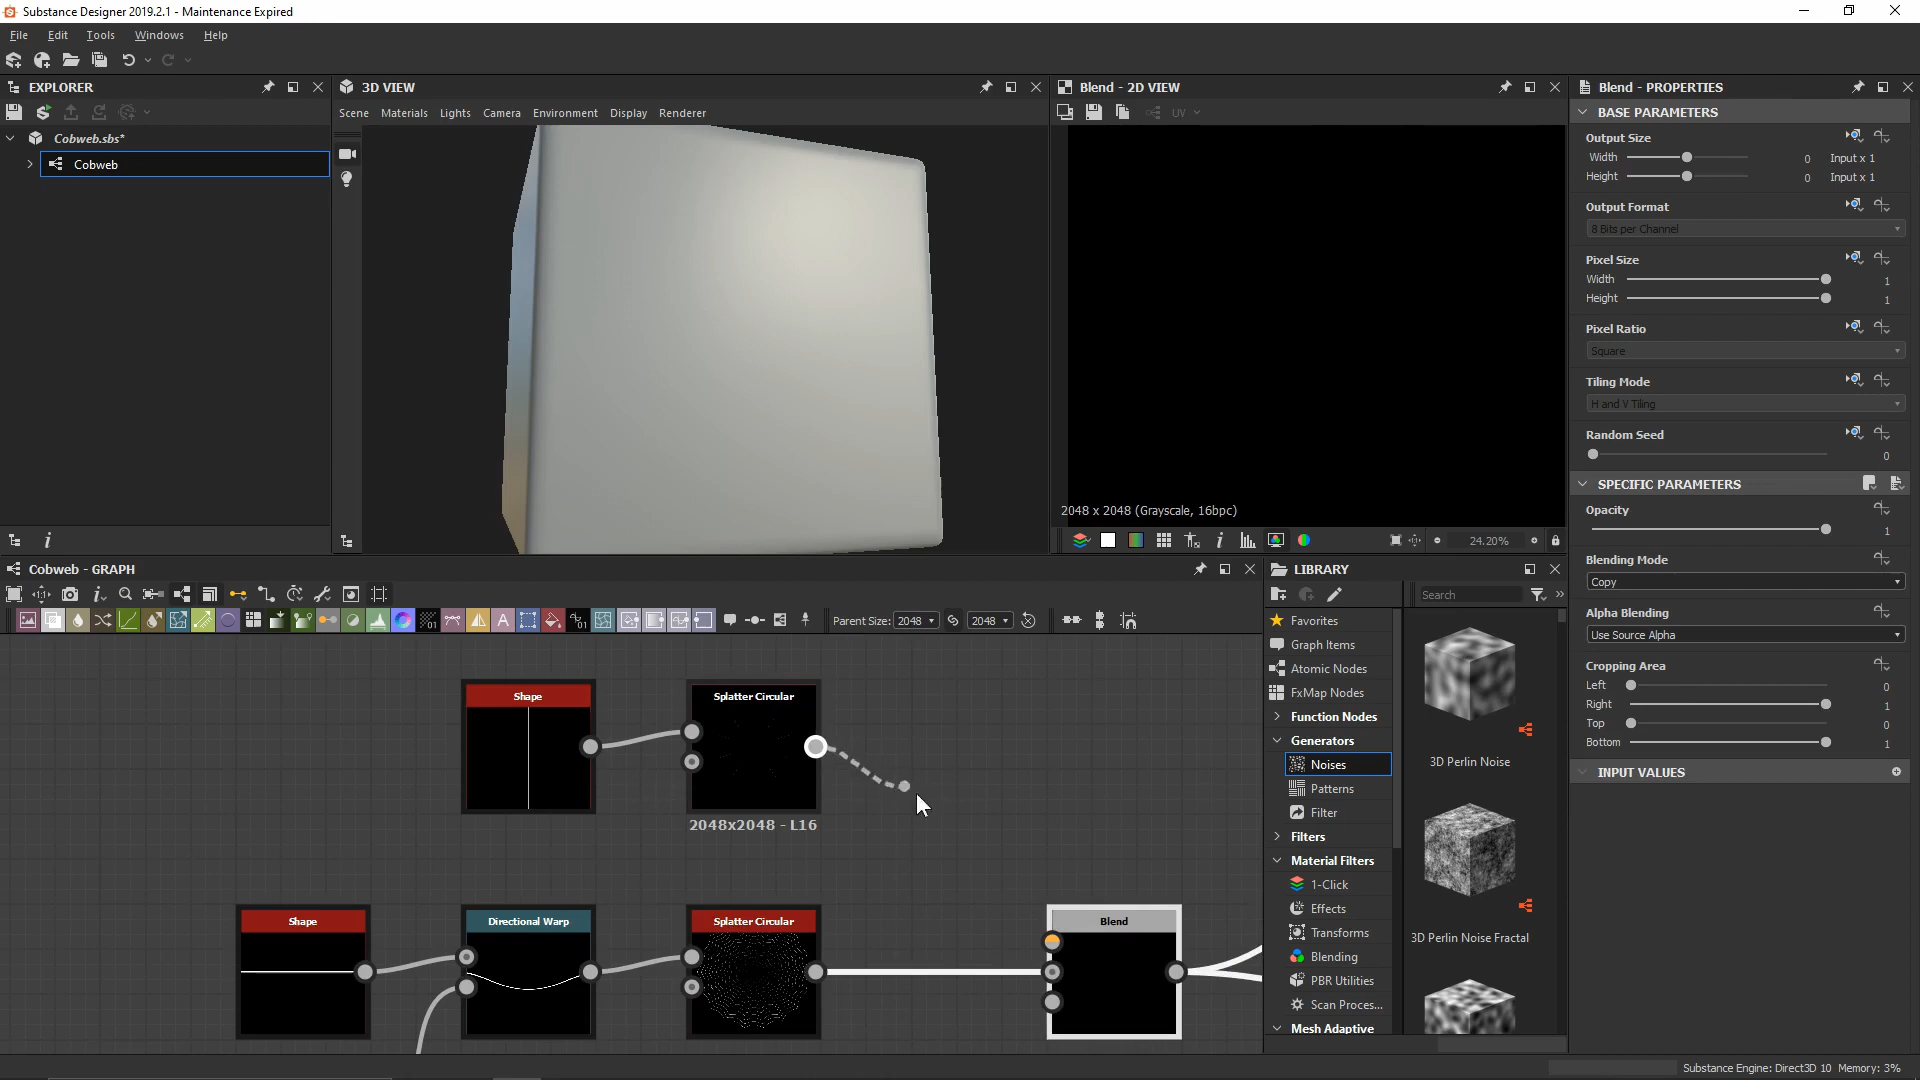 Substance Designer 2019.2.1 - Maintenance Expired
File Edit Tools Windows Help
EXPLORER
Cobweb.sbs*
Cobweb
3D VIEW
Scene Materials Lights Camera Environment Display Renderer
Blend - 2D VIEW
UV
2048 x 2048 (Grayscale, 16bpc)
24.20%
Blend - PROPERTIES
BASE PARAMETERS
Output Size
Width 0 Input x 1
Height 0 Input x 1
Output Format
8 Bits per Channel
Pixel Size
Width 1
Height 1
Pixel Ratio
Square
Tiling Mode
H and V Tiling
Random Seed
0
SPECIFIC PARAMETERS
Opacity
1
Blending Mode
Copy
Alpha Blending
Use Source Alpha
Cropping Area
Left 0
Right 1
Top 0
Bottom 1
INPUT VALUES
Cobweb - GRAPH
Parent Size: 2048 2048
Shape
Splatter Circular
2048x2048 - L16
Shape
Directional Warp
Splatter Circular
Blend
LIBRARY
Search
Favorites
Graph Items
Atomic Nodes
FxMap Nodes
Function Nodes
Generators
Noises
Patterns
Filter
Filters
Material Filters
1-Click
Effects
Transforms
Blending
PBR Utilities
Scan Proces...
Mesh Adaptive
3D Perlin Noise
3D Perlin Noise Fractal
Substance Engine: Direct3D 10 Memory: 3%